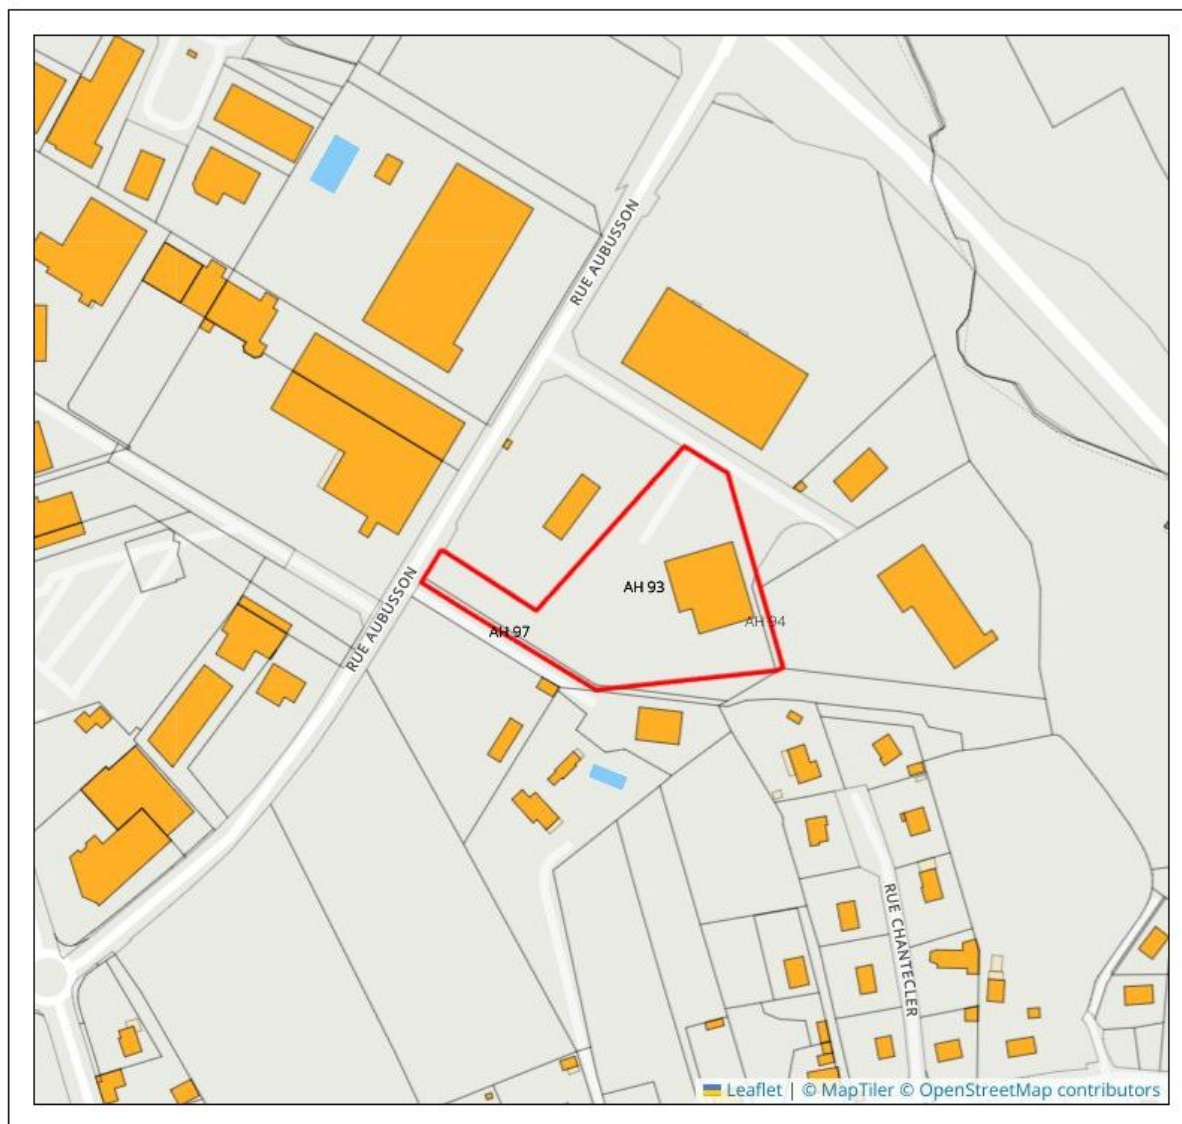 RUE AUBUSSON
AH 93
AH 94
AH 97
RUE AUBUSSON
RUE CHANTECLER
Leaflet | © MapTiler © OpenStreetMap contributors